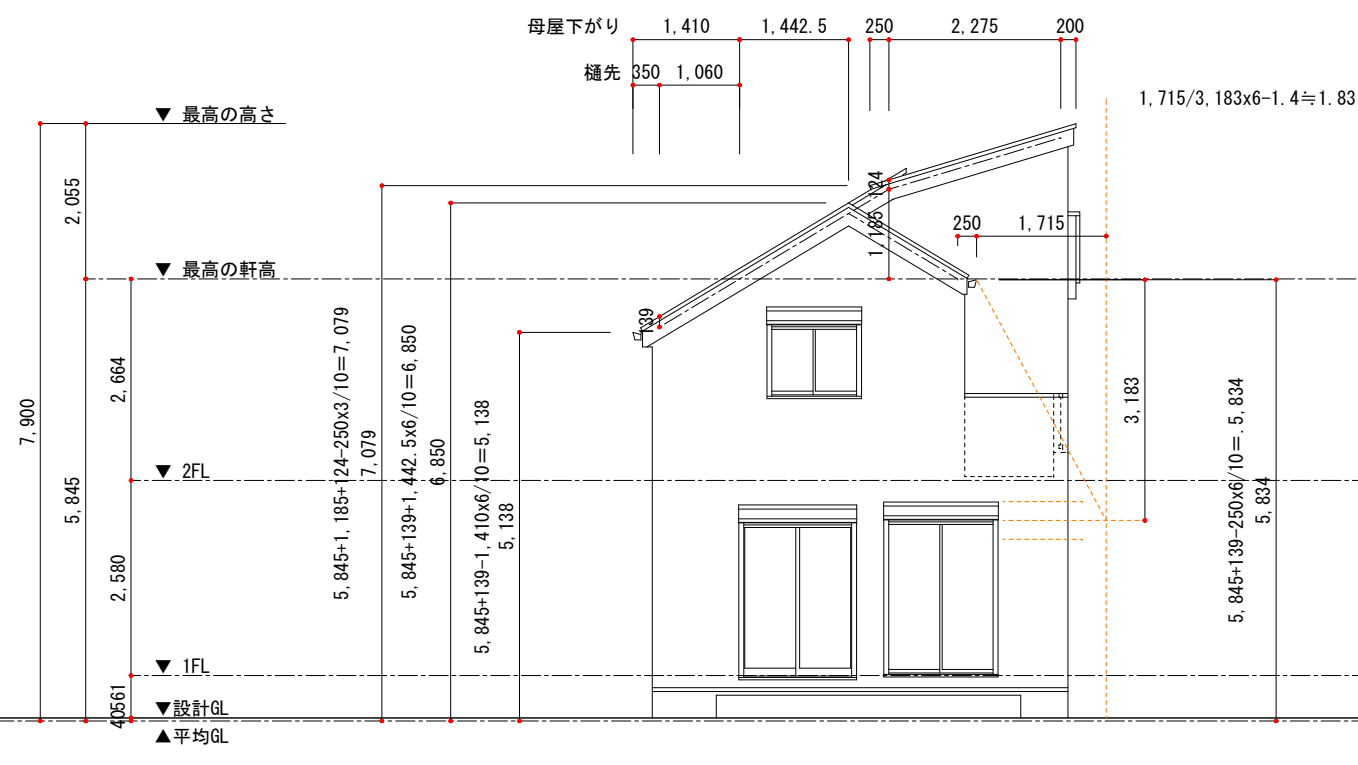 母屋下がり 1,410 1,442.5 250 2,275 200
樋先 350 1,060
1,715/3,183x6-1.4≒1.83
▼ 最高の高さ
2,055
124
1,185
250 1,715
▼ 最高の軒高
139
7,900
5,845
2,664
5,845+1,185+124-250x3/10=7,079
7,079
5,845+139+1,442.5x6/10=6,850
6,850
5,845+139-1,410x6/10=5,138
5,138
3,183
5,845+139-250x6/10=.5,834
5,834
▼ 2FL
2,580
▼ 1FL
561
40
▼設計GL
▲平均GL